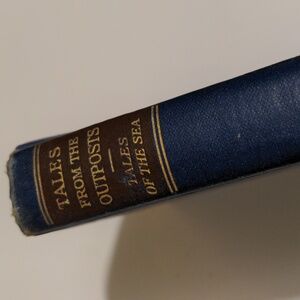 TALES
FROM THE
OUTPOSTS
TALES
OF THE SEA